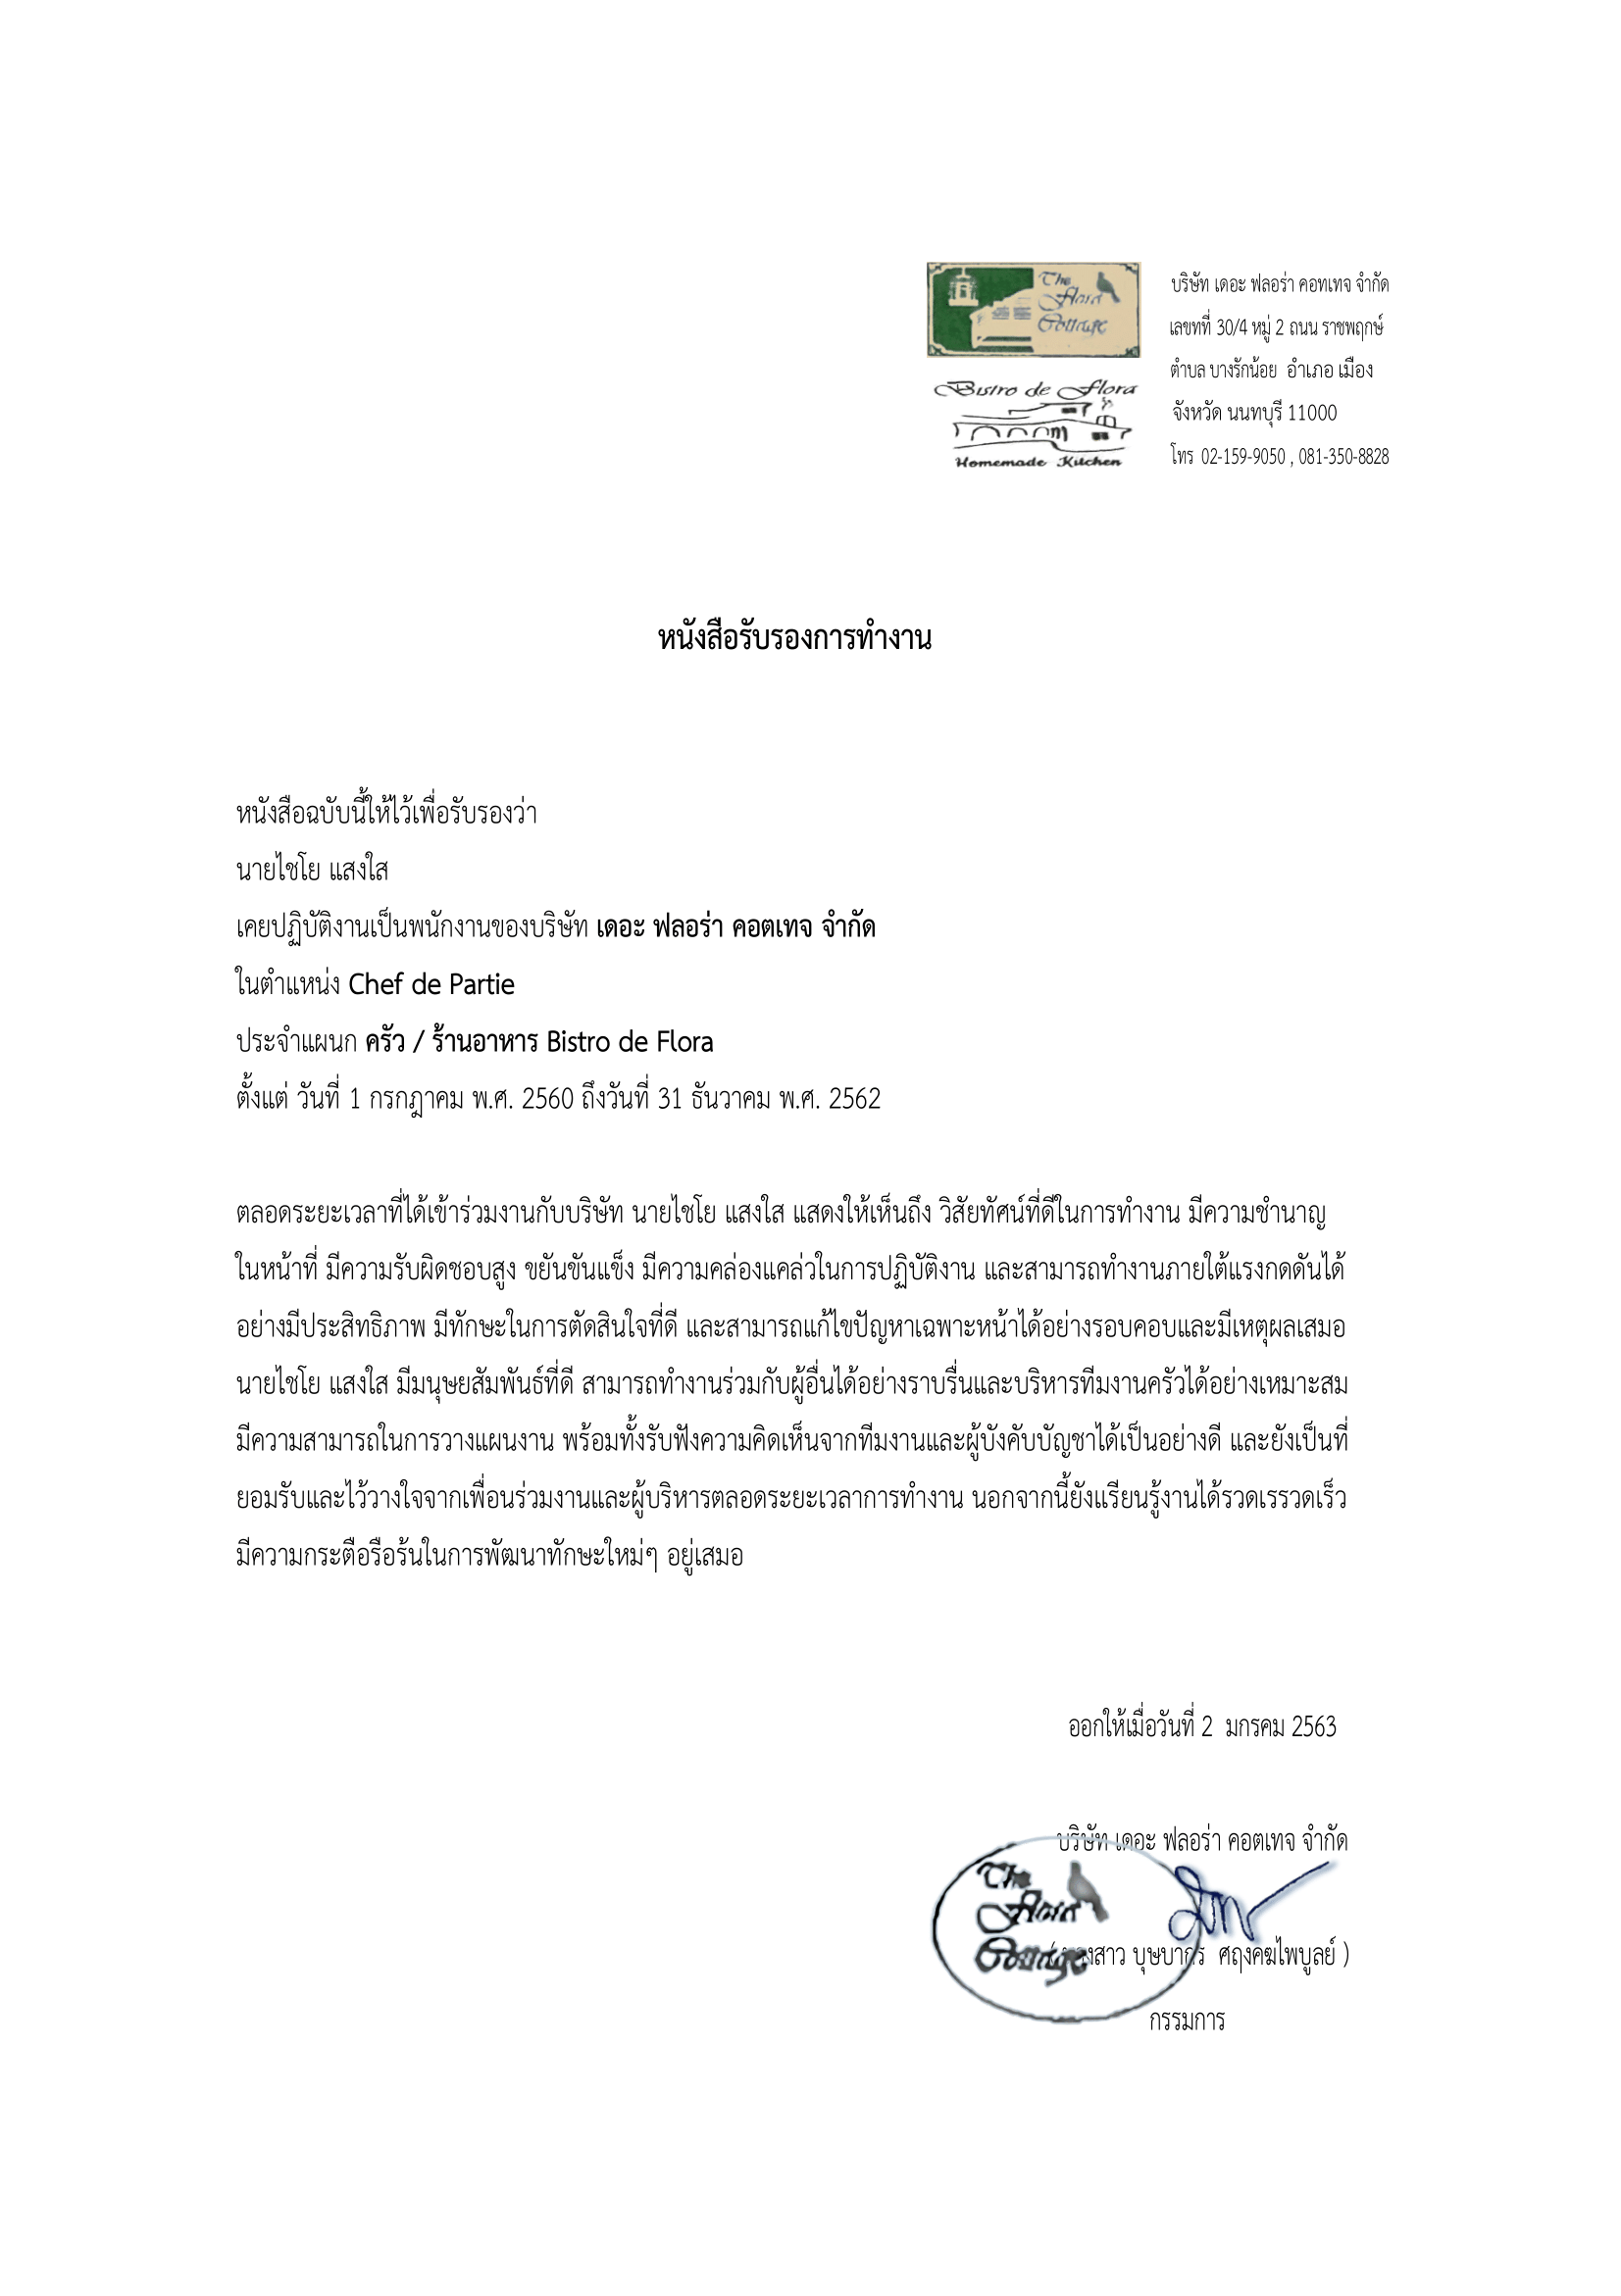 The
Flora
Cottage
Bistro de Flora
Homemade Kitchen
บริษัท เดอะ ฟลอร่า คอทเทจ จำกัด
เลขที่ 30/4 หมู่ 2 ถนน ราชพฤกษ์
ตำบล บางรักน้อย อำเภอ เมือง
จังหวัด นนทบุรี 11000
โทร 02-159-9050 , 081-350-8828
หนังสือรับรองการทำงาน
หนังสือฉบับนี้ให้ไว้เพื่อรับรองว่า
นายไชโย แสงใส
เคยปฏิบัติงานเป็นพนักงานของบริษัท เดอะ ฟลอร่า คอตเทจ จำกัด
ในตำแหน่ง Chef de Partie
ประจำแผนก ครัว / ร้านอาหาร Bistro de Flora
ตั้งแต่ วันที่ 1 กรกฎาคม พ.ศ. 2560 ถึงวันที่ 31 ธันวาคม พ.ศ. 2562
ตลอดระยะเวลาที่ได้เข้าร่วมงานกับบริษัท นายไชโย แสงใส แสดงให้เห็นถึง วิสัยทัศน์ที่ดีในการทำงาน มีความชำนาญ
ในหน้าที่ มีความรับผิดชอบสูง ขยันขันแข็ง มีความคล่องแคล่วในการปฏิบัติงาน และสามารถทำงานภายใต้แรงกดดันได้
อย่างมีประสิทธิภาพ มีทักษะในการตัดสินใจที่ดี และสามารถแก้ไขปัญหาเฉพาะหน้าได้อย่างรอบคอบและมีเหตุผลเสมอ
นายไชโย แสงใส มีมนุษยสัมพันธ์ที่ดี สามารถทำงานร่วมกับผู้อื่นได้อย่างราบรื่นและบริหารทีมงานครัวได้อย่างเหมาะสม
มีความสามารถในการวางแผนงาน พร้อมทั้งรับฟังความคิดเห็นจากทีมงานและผู้บังคับบัญชาได้เป็นอย่างดี และยังเป็นที่
ยอมรับและไว้วางใจจากเพื่อนร่วมงานและผู้บริหารตลอดระยะเวลาการทำงาน นอกจากนี้ยังแรียนรู้งานได้รวดเรรวดเร็ว
มีความกระตือรือร้นในการพัฒนาทักษะใหม่ๆ อยู่เสมอ
ออกให้เมื่อวันที่ 2 มกรคม 2563
บริษัท เดอะ ฟลอร่า คอตเทจ จำกัด
The
Flora
Cottage
( นางสาว บุษบากร ศฤงคฆไพบูลย์ )
กรรมการ